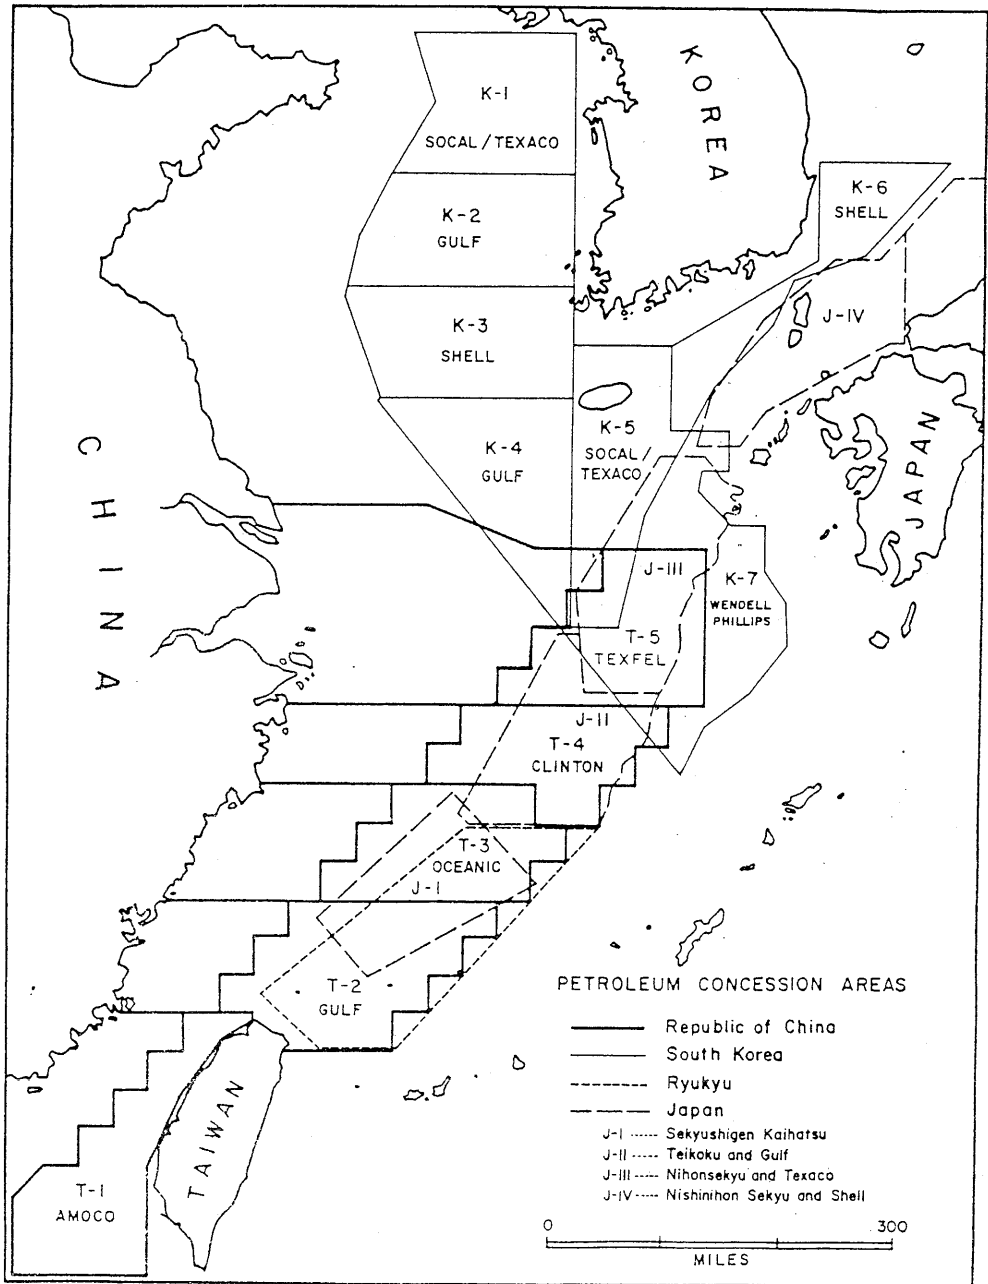 K-1
SOCAL / TEXACO
KOREA
K-2
GULF
K-6
SHELL
K-3
SHELL
J-IV
K-4
GULF
K-5
SOCAL /
TEXACO
CHINA
JAPAN
J-III
K-7
WENDELL
PHILLIPS
T-5
TEXFEL
J-II
T-4
CLINTON
T-3
OCEANIC
J-I
T-2
GULF
TAIWAN
T-1
AMOCO
PETROLEUM CONCESSION AREAS
Republic of China
South Korea
Ryukyu
Japan
J-I ----- Sekyushigen Kaihatsu
J-II ----- Teikoku and Gulf
J-III ----- Nihonsekyu and Texaco
J-IV ----- Nishinihon Sekyu and Shell
0 300
MILES